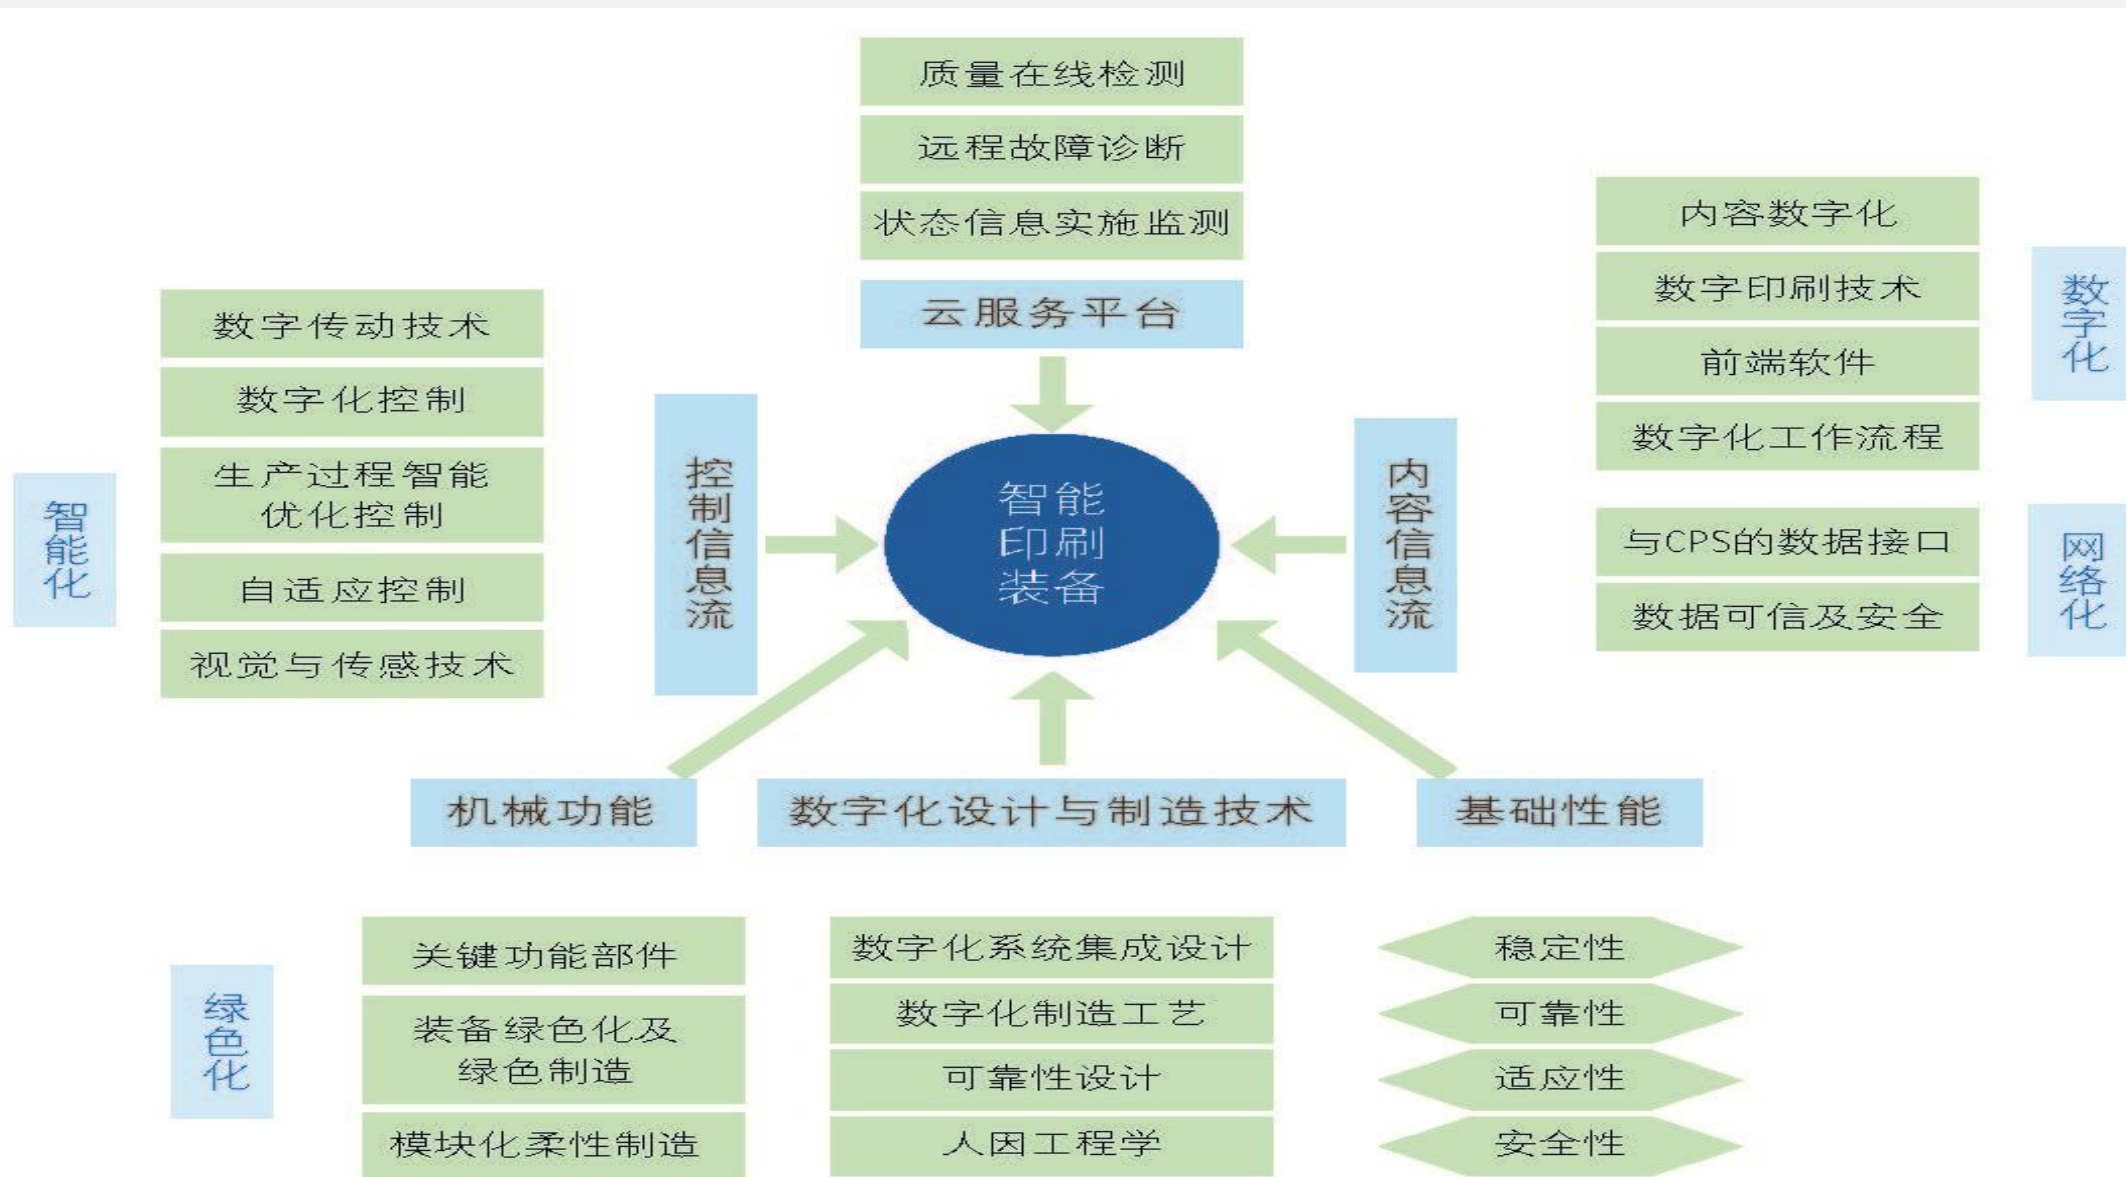 质量在线检测
远程故障诊断
状态信息实施监测
云服务平台
智能化
数字传动技术
数字化控制
生产过程智能
优化控制
自适应控制
视觉与传感技术
控制信息流
智能
印刷
装备
内容信息流
内容数字化
数字印刷技术
前端软件
数字化工作流程
数字化
与CPS的数据接口
数据可信及安全
网络化
机械功能
数字化设计与制造技术
基础性能
绿色化
关键功能部件
装备绿色化及
绿色制造
模块化柔性制造
数字化系统集成设计
数字化制造工艺
可靠性设计
人因工程学
稳定性
可靠性
适应性
安全性